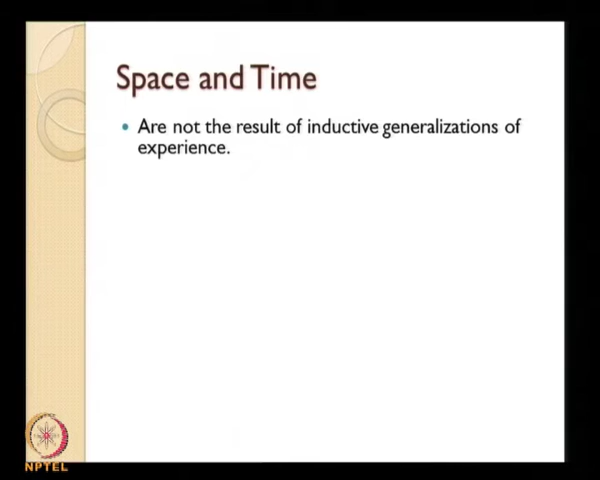 Space and Time
Are not the result of inductive generalizations of
experience.
NPTEL